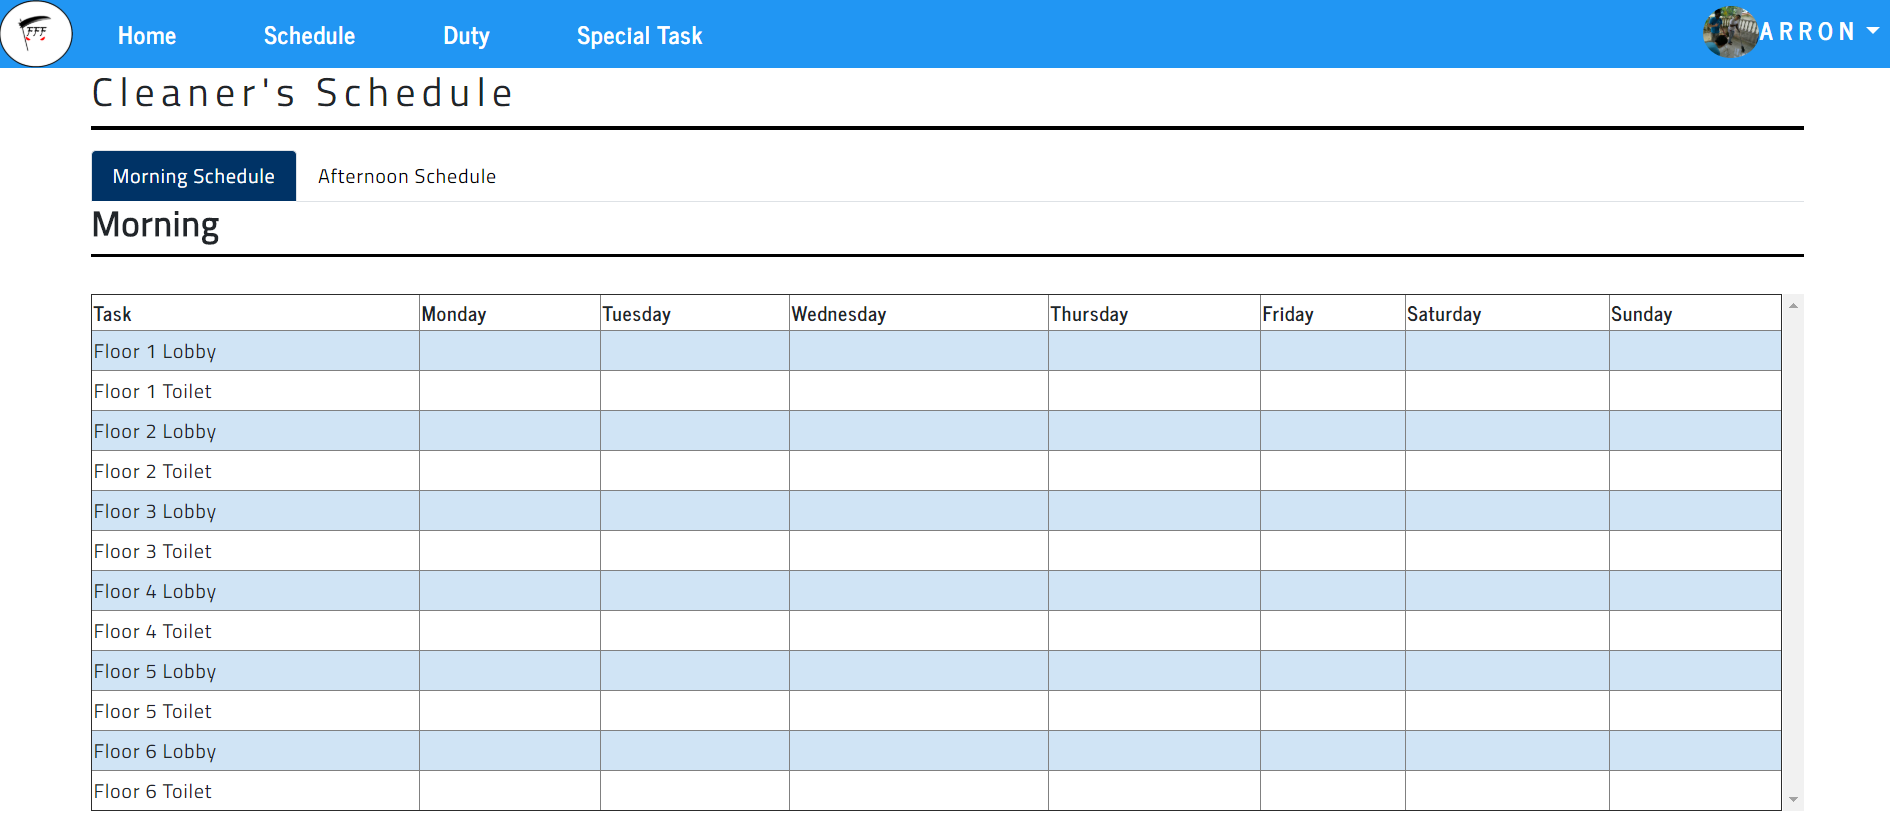 FFF
Home Schedule Duty Special Task ARRON
Cleaner's Schedule
Morning Schedule Afternoon Schedule
Morning
Task Monday Tuesday Wednesday Thursday Friday Saturday Sunday
Floor 1 Lobby
Floor 1 Toilet
Floor 2 Lobby
Floor 2 Toilet
Floor 3 Lobby
Floor 3 Toilet
Floor 4 Lobby
Floor 4 Toilet
Floor 5 Lobby
Floor 5 Toilet
Floor 6 Lobby
Floor 6 Toilet